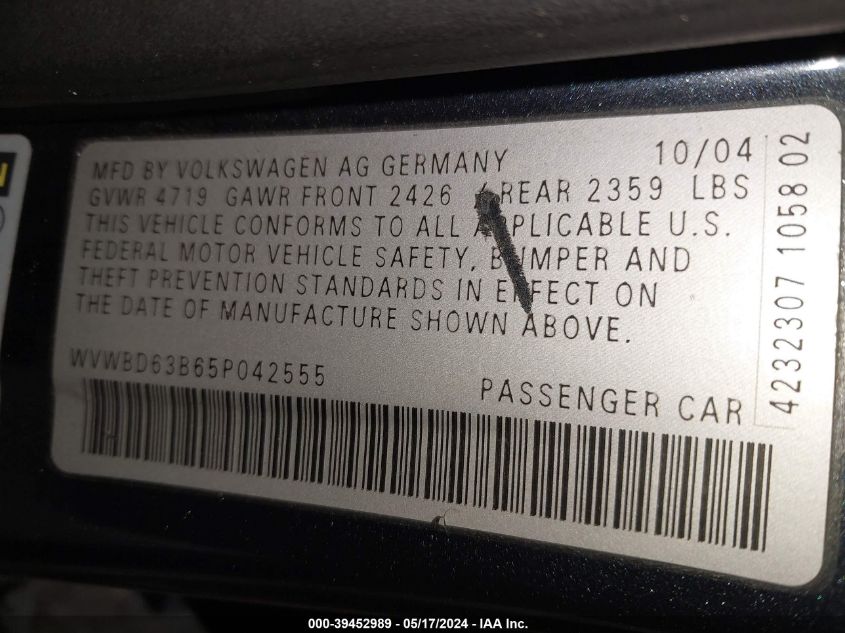 MFD BY VOLKSWAGEN AG GERMANY 10/04
GVWR 4719 GAWR FRONT 2426 / REAR 2359 LBS
THIS VEHICLE CONFORMS TO ALL APPLICABLE U.S.
FEDERAL MOTOR VEHICLE SAFETY, BUMPER AND
THEFT PREVENTION STANDARDS IN EFFECT ON
THE DATE OF MANUFACTURE SHOWN ABOVE.
WVWBD63B65P042555
PASSENGER CAR
4232307 1058 02
000-39452989 - 05/17/2024 - IAA Inc.